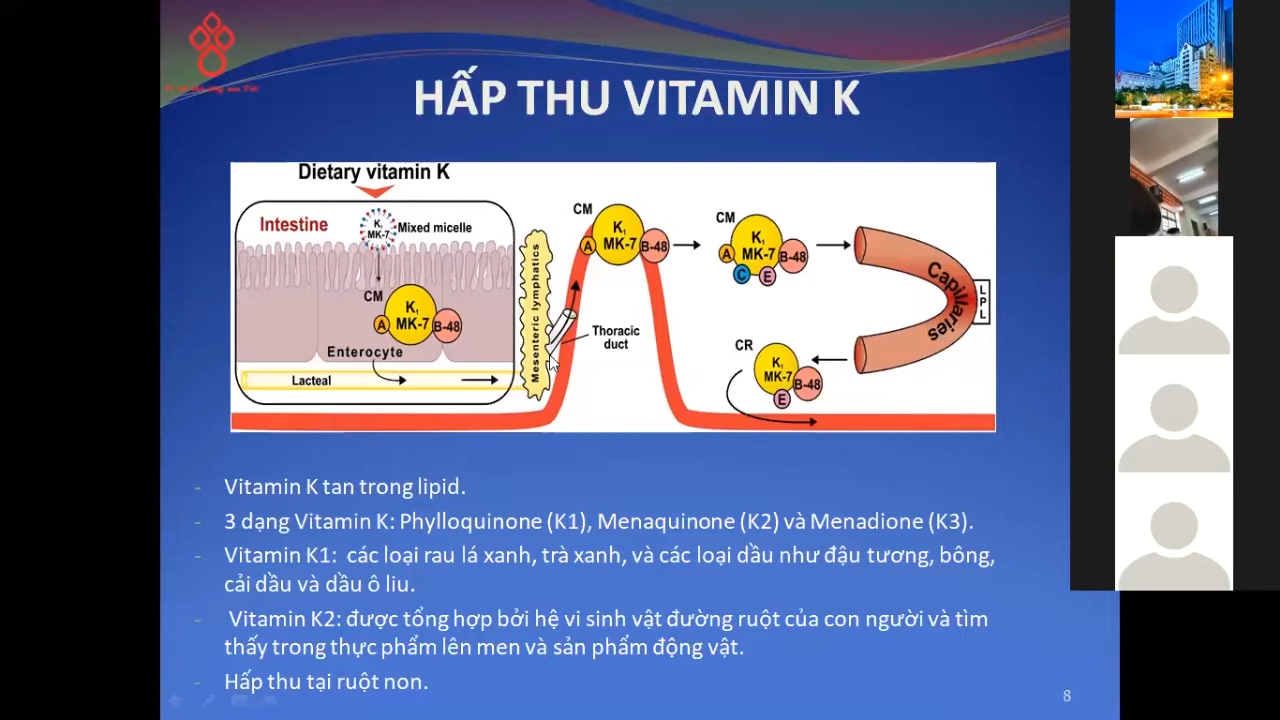 HẤP THU VITAMIN K
Dietary vitamin K
Intestine
K₁
MK-7
Mixed micelle
CM
K₁
MK-7
A
B-48
Enterocyte
Lacteal
Mesenteric lymphatics
Thoracic
duct
CM
K₁
MK-7
A
B-48
CM
K₁
MK-7
A
B-48
C
E
Capillaries
LPL
CR
K₁
MK-7
B-48
E
- Vitamin K tan trong lipid.
- 3 dạng Vitamin K: Phylloquinone (K1), Menaquinone (K2) và Menadione (K3).
- Vitamin K1: các loại rau lá xanh, trà xanh, và các loại dầu như đậu tương, bông,
cải dầu và dầu ô liu.
- Vitamin K2: được tổng hợp bởi hệ vi sinh vật đường ruột của con người và tìm
thấy trong thực phẩm lên men và sản phẩm động vật.
- Hấp thu tại ruột non.
8